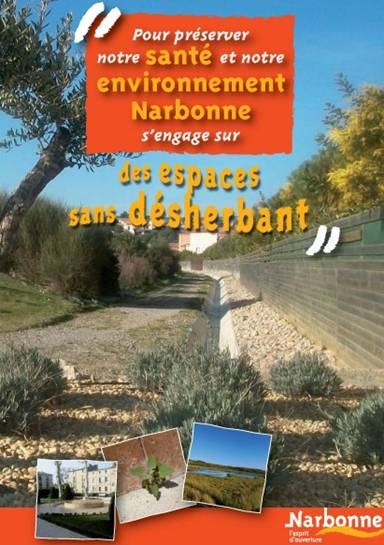 "
Pour préserver
notre santé et notre
environnement
Narbonne
s'engage sur
des espaces
sans désherbant
"
Narbonne
l'esprit
d'ouverture